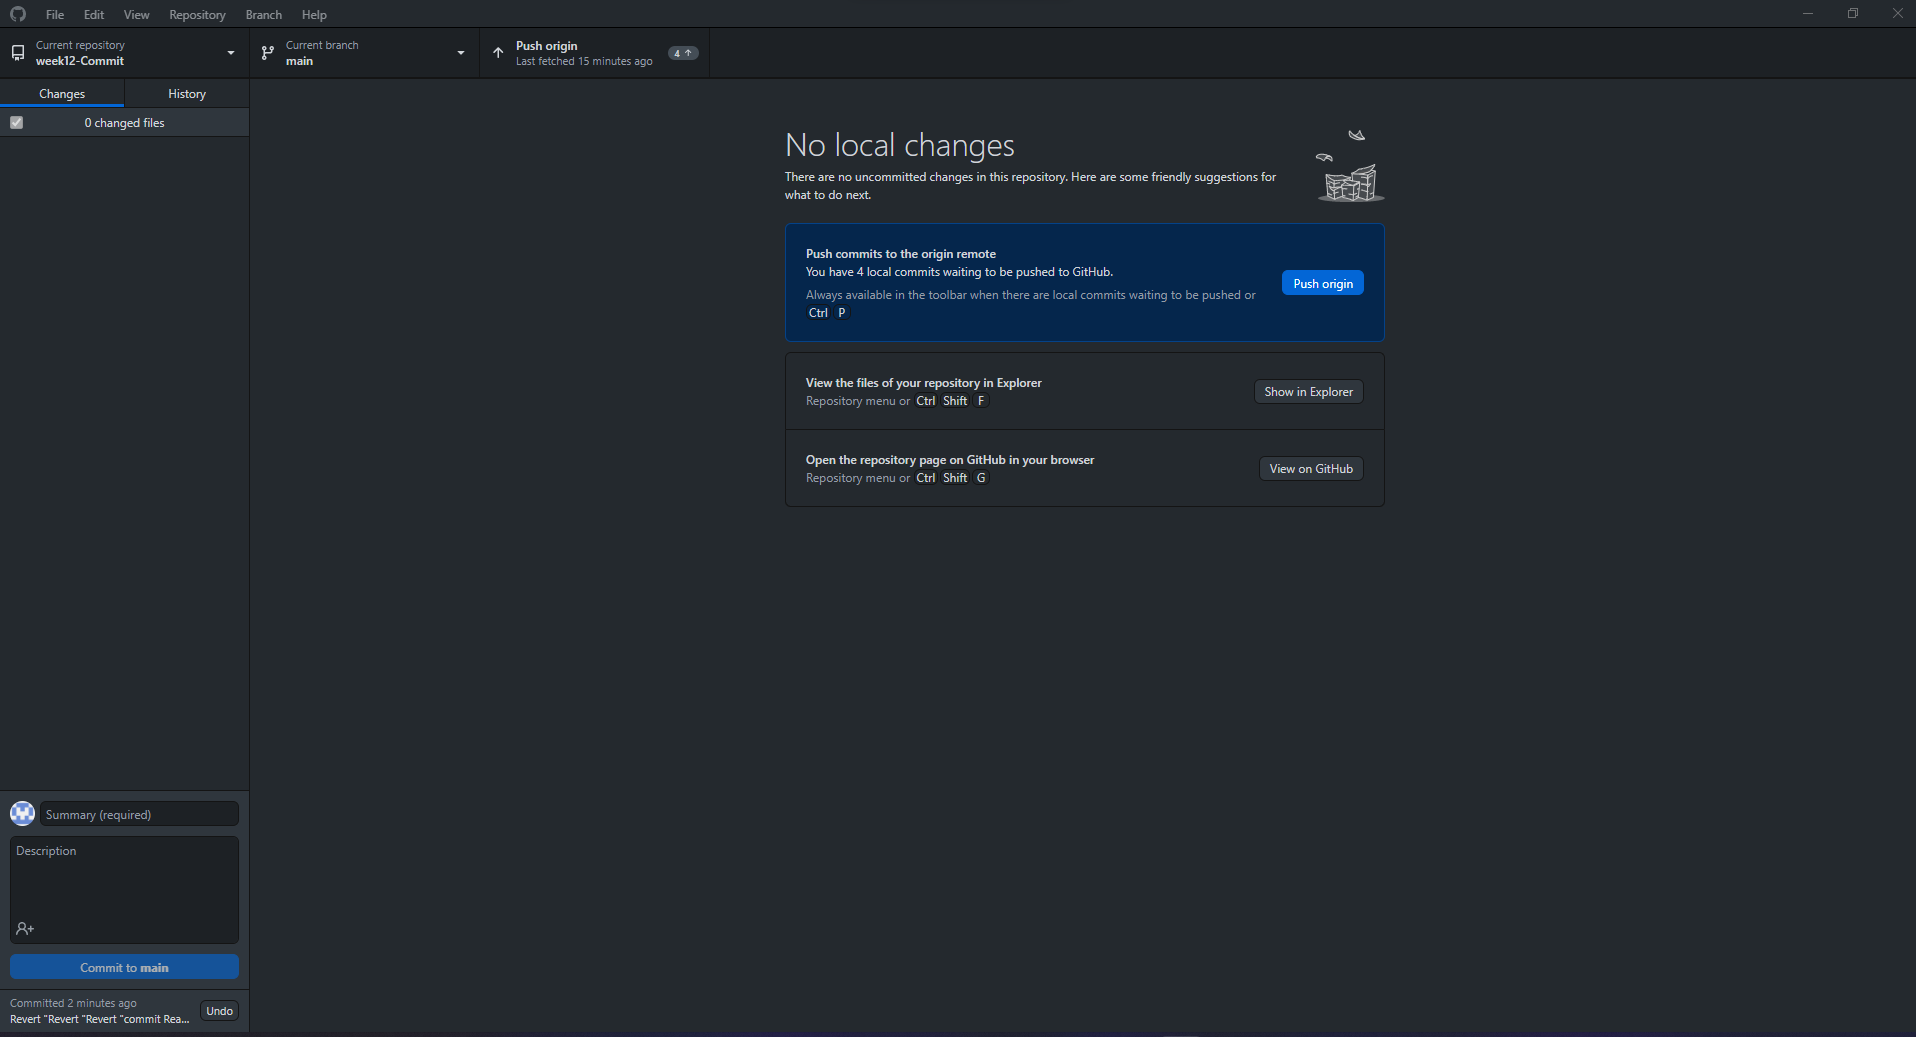 File Edit View Repository Branch Help
Current repository
week12-Commit
Current branch
main
Push origin
Last fetched 15 minutes ago
4
Changes
History
0 changed files
No local changes
There are no uncommitted changes in this repository. Here are some friendly suggestions for
what to do next.
Push commits to the origin remote
You have 4 local commits waiting to be pushed to GitHub.
Always available in the toolbar when there are local commits waiting to be pushed or
Ctrl P
Push origin
View the files of your repository in Explorer
Repository menu or Ctrl Shift F
Show in Explorer
Open the repository page on GitHub in your browser
Repository menu or Ctrl Shift G
View on GitHub
Summary (required)
Description
Commit to main
Committed 2 minutes ago
Revert "Revert "Revert "commit Rea...
Undo